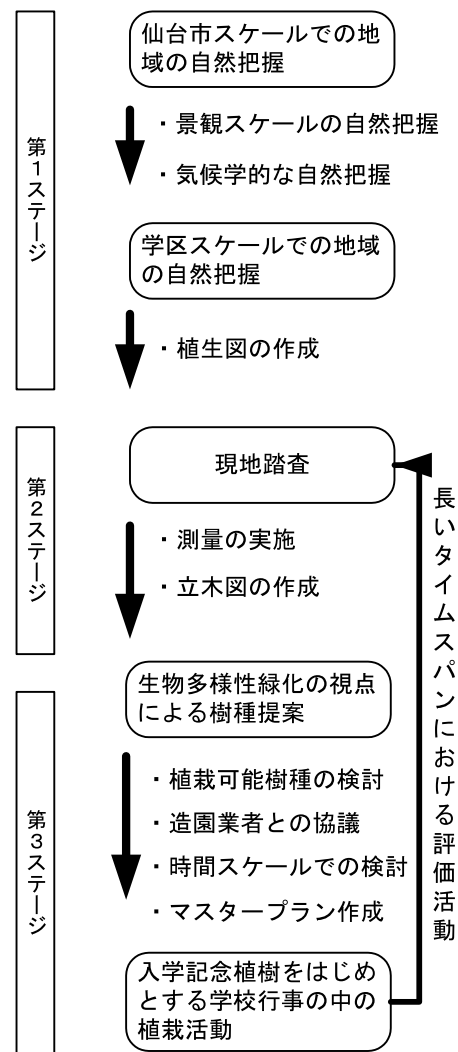 第1ステージ
仙台市スケールでの地
域の自然把握
・景観スケールの自然把握
・気候学的な自然把握
学区スケールでの地域
の自然把握
・植生図の作成
第2ステージ
現地踏査
・測量の実施
・立木図の作成
第3ステージ
生物多様性緑化の視点
による樹種提案
・植栽可能樹種の検討
・造園業者との協議
・時間スケールでの検討
・マスタープラン作成
入学記念植樹をはじめ
とする学校行事の中の
植栽活動
長いタイムスパンにおける評価活動